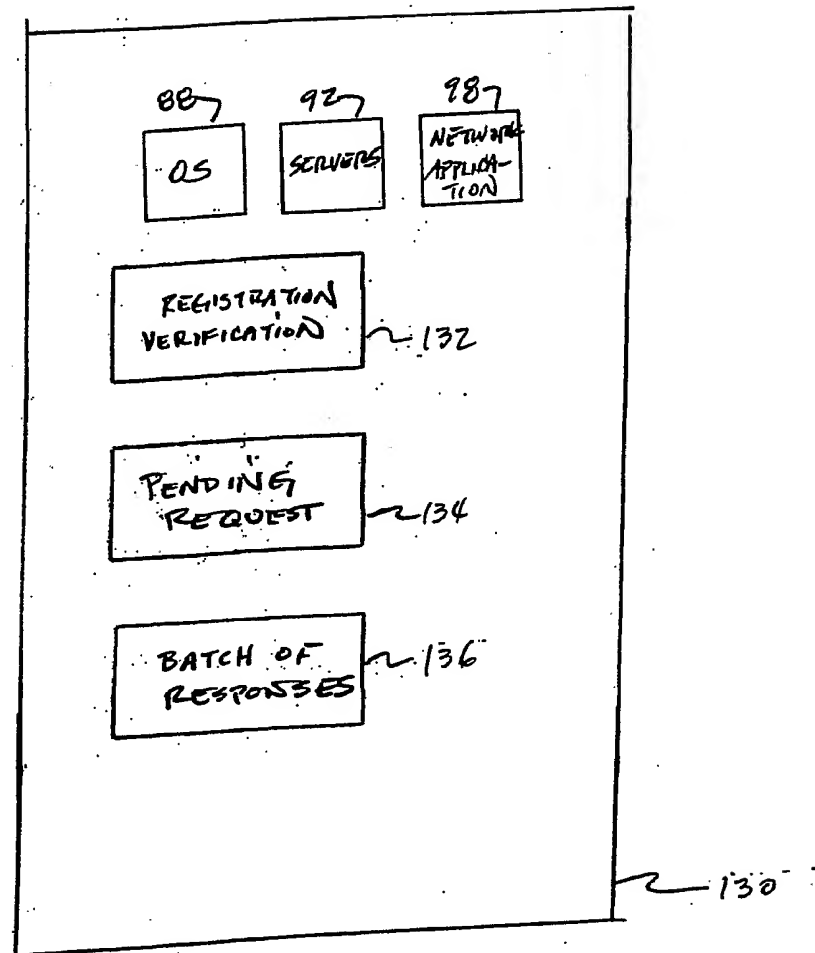 88 92 98
OS
SERVERS
NETWORK
APPLICA-
TION
REGISTRATION
VERIFICATION
132
PENDING
REQUEST
134
BATCH OF
RESPONSES
136
130